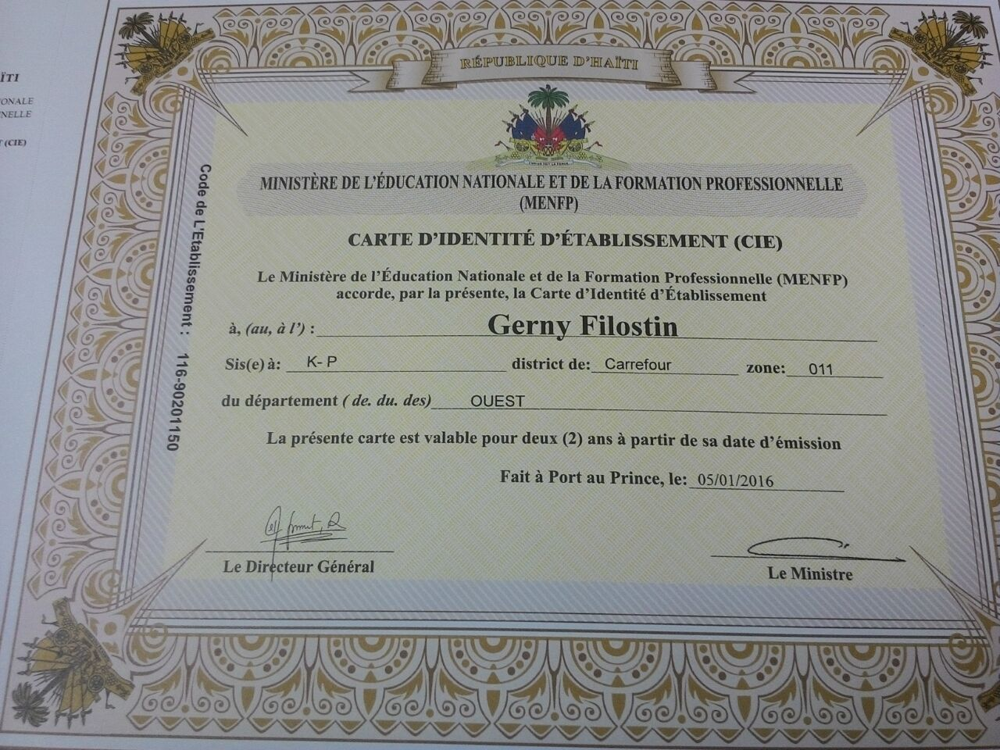 ÏTI
ONALE
NELLE
T (CIE)
RÉPUBLIQUE D'HAÏTI
L'UNION FAIT LA FORCE
MINISTÈRE DE L'ÉDUCATION NATIONALE ET DE LA FORMATION PROFESSIONNELLE
(MENFP)
CARTE D'IDENTITÉ D'ÉTABLISSEMENT (CIE)
Le Ministère de l'Éducation Nationale et de la Formation Professionnelle (MENFP)
accorde, par la présente, la Carte d'Identité d'Établissement
à, (au, à l') : Gerny Filostin
Sis(e) à: K- P district de: Carrefour zone: 011
du département ( de. du. des) OUEST
La présente carte est valable pour deux (2) ans à partir de sa date d'émission
Fait à Port au Prince, le: 05/01/2016
Le Directeur Général
Le Ministre
Code de L'Etablissement : 116-90201150